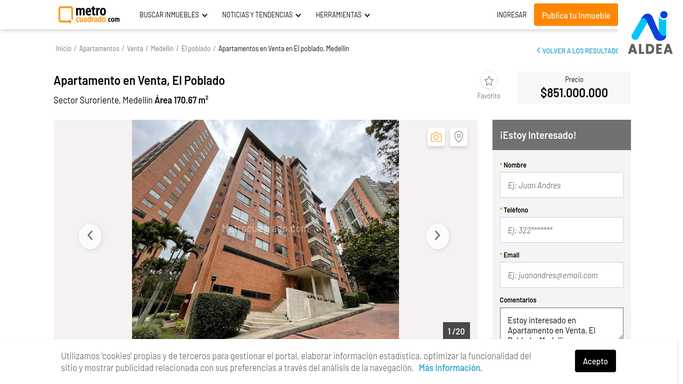 metro
cuadrado.com
BUSCAR INMUEBLES
NOTICIAS Y TENDENCIAS
HERRAMIENTAS
INGRESAR
Publica tu Inmueble
ALDEA
Inicio / Apartamentos / Venta / Medellín / El poblado / Apartamentos en Venta en El poblado, Medellín
VOLVER A LOS RESULTAD
Apartamento en Venta, El Poblado
Sector Suroriente, Medellin Área 170.67 m²
Favorito
Precio
$851.000.000
¡Estoy Interesado!
* Nombre
Ej: Juan Andres
* Teléfono
Ej: 322*******
* Email
Ej: juanandres@email.com
Comentarios
Estoy interesado en
Apartamento en Venta, El
Poblado, Medellin
Metrocuadrado.com
1 / 20
Utilizamos 'cookies' propias y de terceros para gestionar el portal, elaborar información estadística, optimizar la funcionalidad del
sitio y mostrar publicidad relacionada con sus preferencias a través del análisis de la navegación. Más información.
Acepto